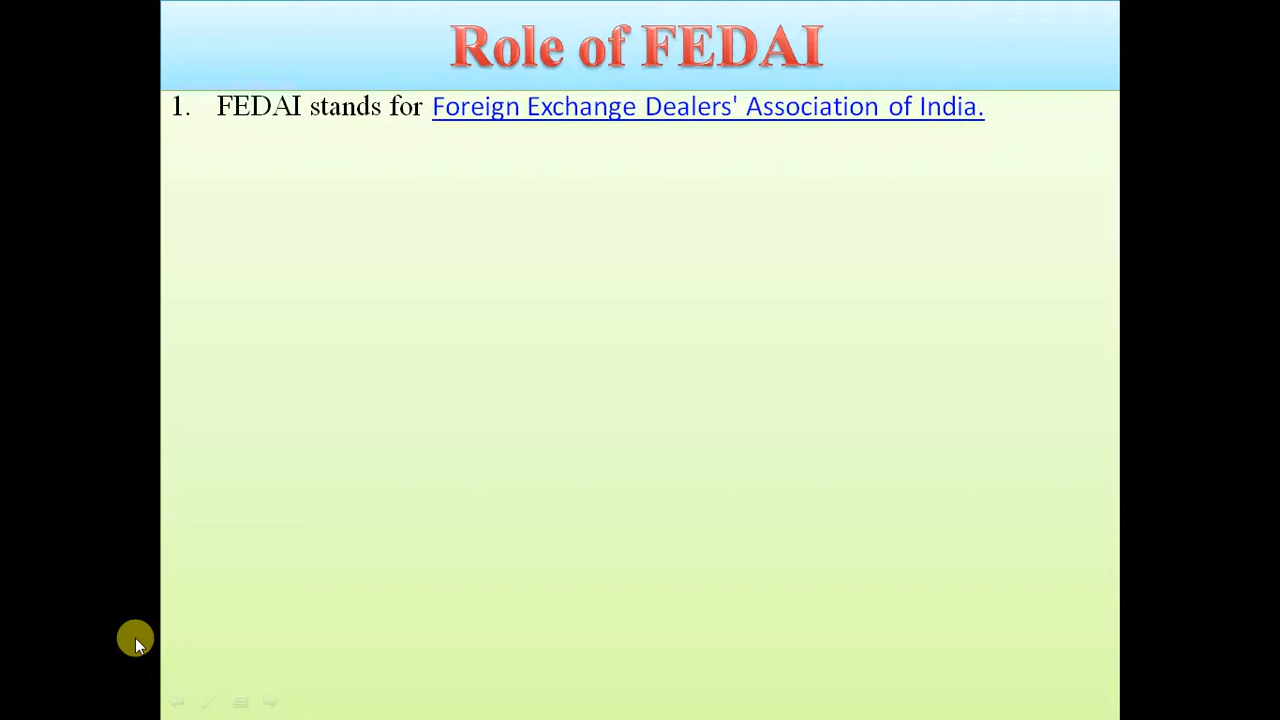 Role of FEDAI
1. FEDAI stands for Foreign Exchange Dealers' Association of India.